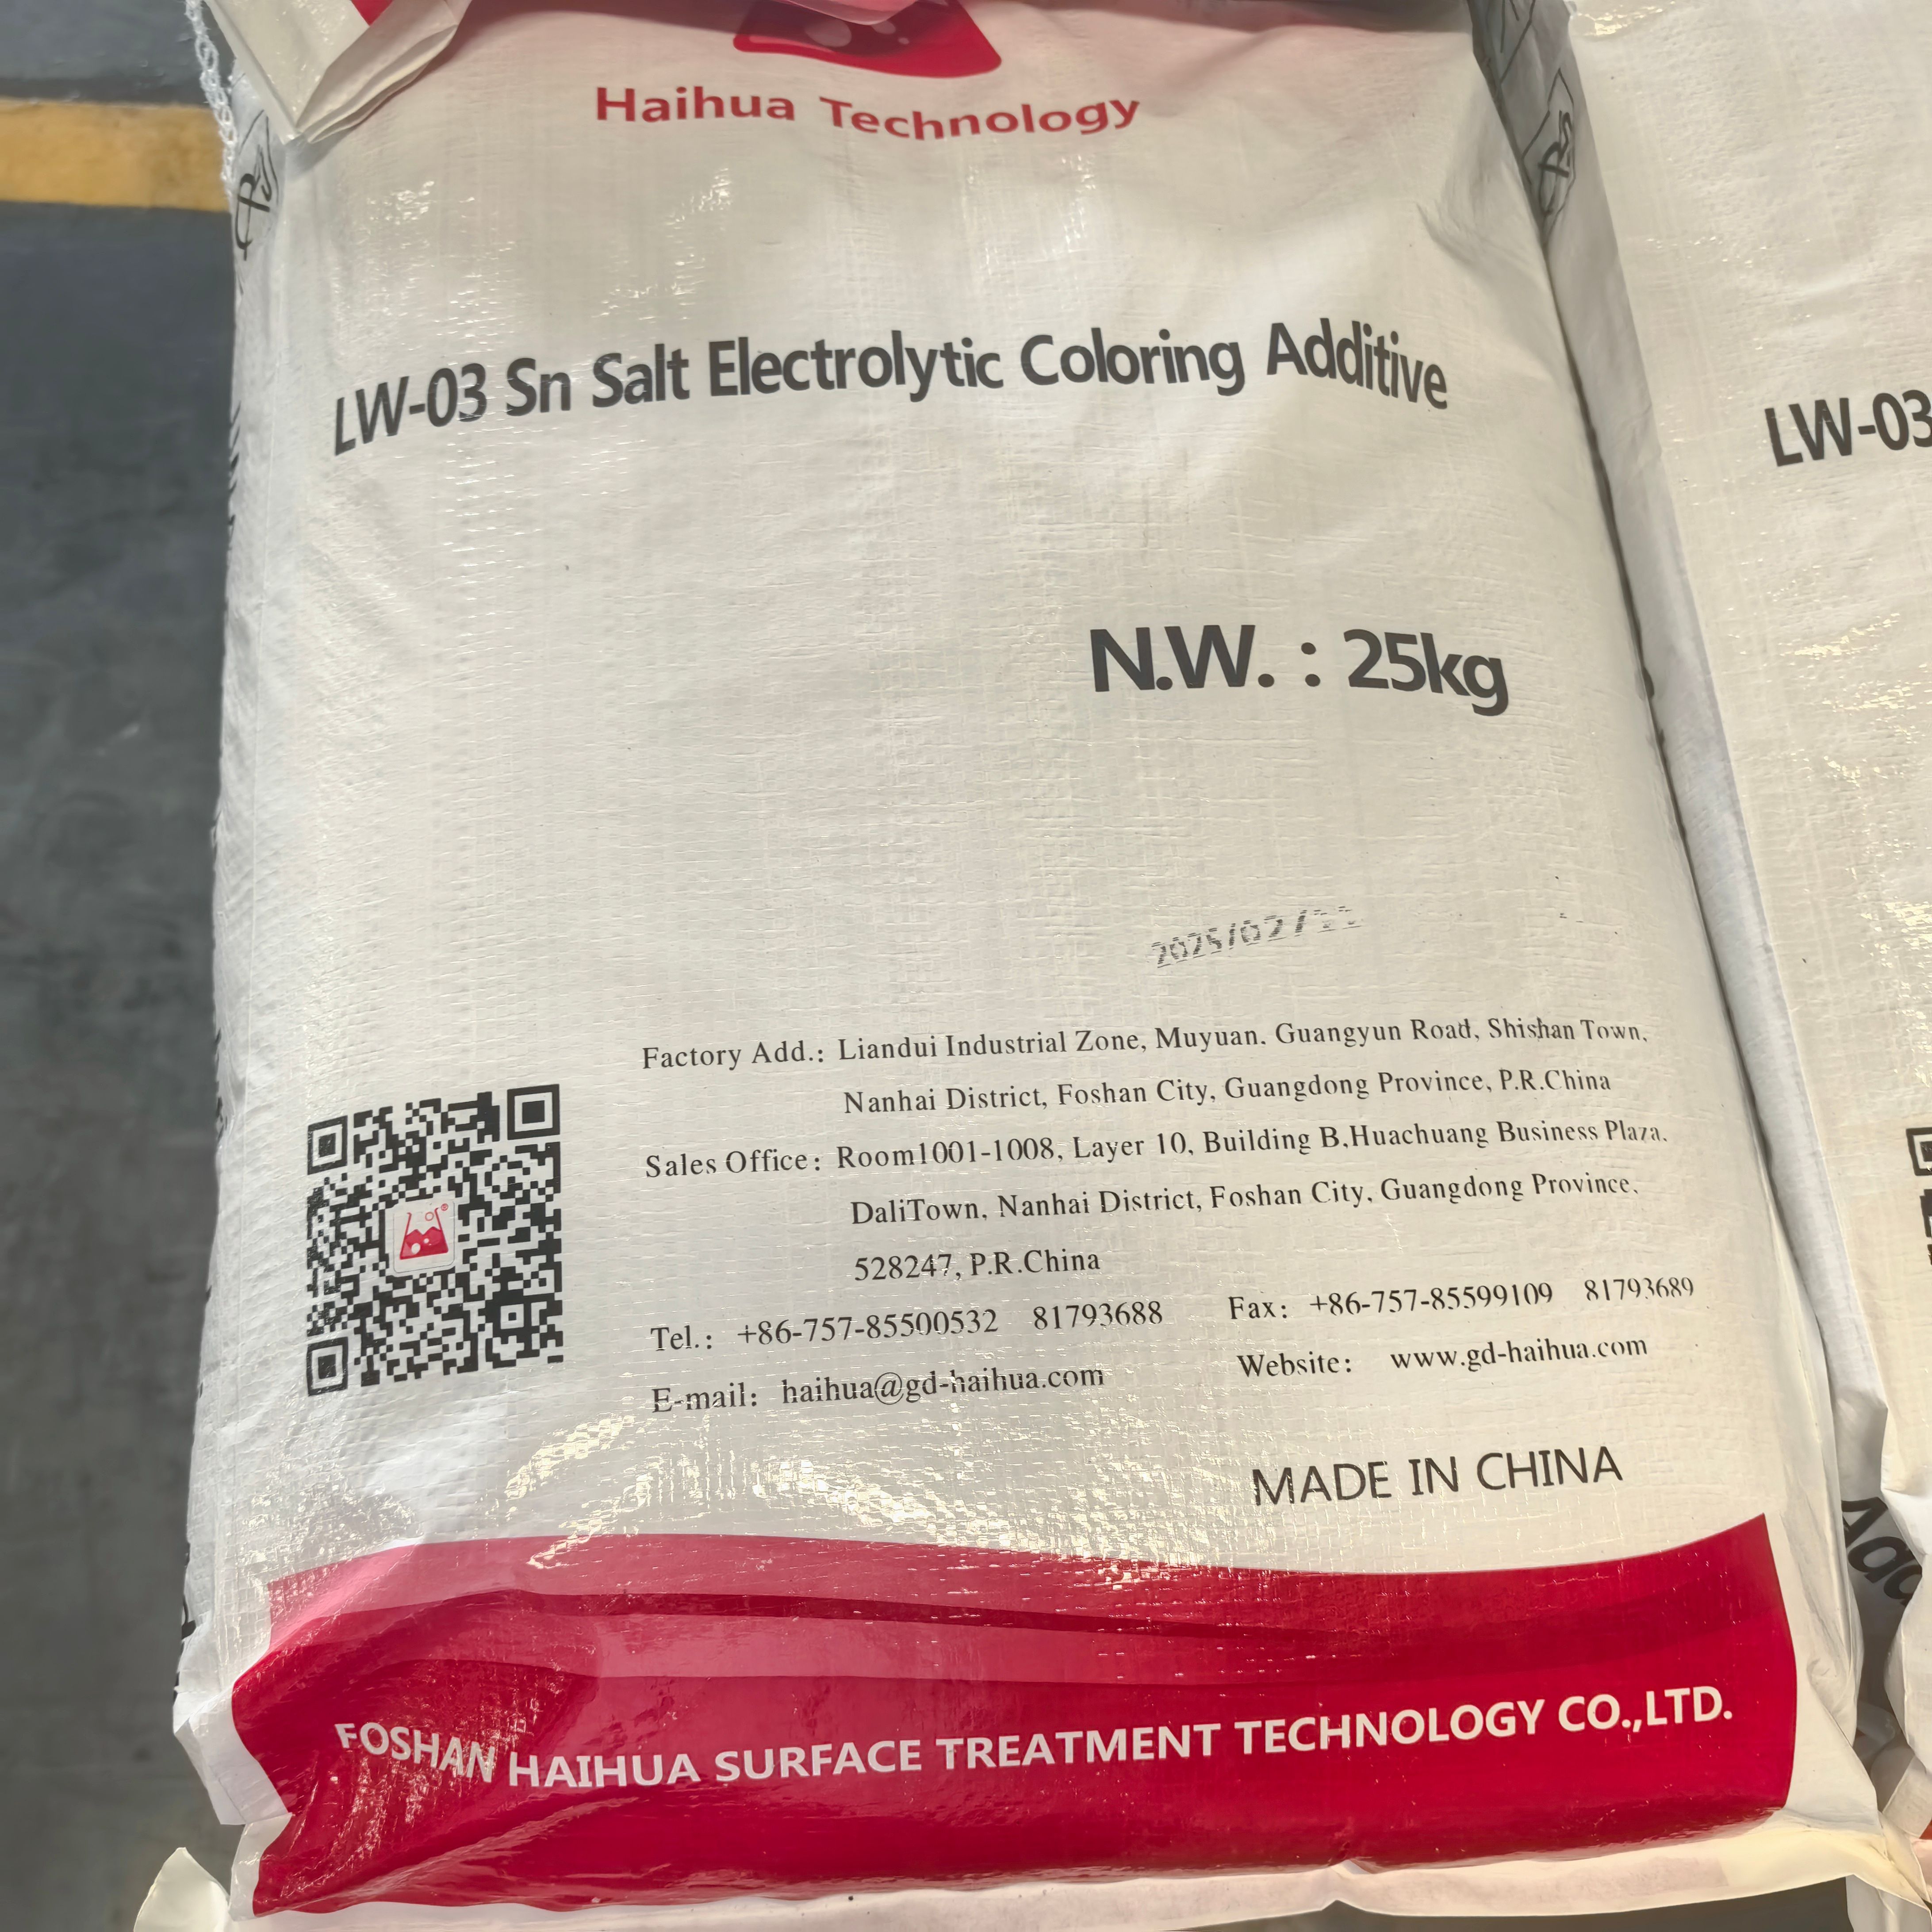 Haihua Technology
LW-03 Sn Salt Electrolytic Coloring Additive
N.W. : 25kg
Factory Add.: Liandui Industrial Zone, Muyuan. Guangyun Road, Shishan Town,
Nanhai District, Foshan City, Guangdong Province, P.R.China
Sales Office: Room1001-1008, Layer 10, Building B,Huachuang Business Plaza,
DaliTown, Nanhai District, Foshan City, Guangdong Province,
528247, P.R.China
Tel.: +86-757-85500532 81793688 Fax: +86-757-85599109 81793689
E-mail: haihua@gd-haihua.com Website: www.gd-haihua.com
MADE IN CHINA
FOSHAN HAIHUA SURFACE TREATMENT TECHNOLOGY CO.,LTD.
LW-03